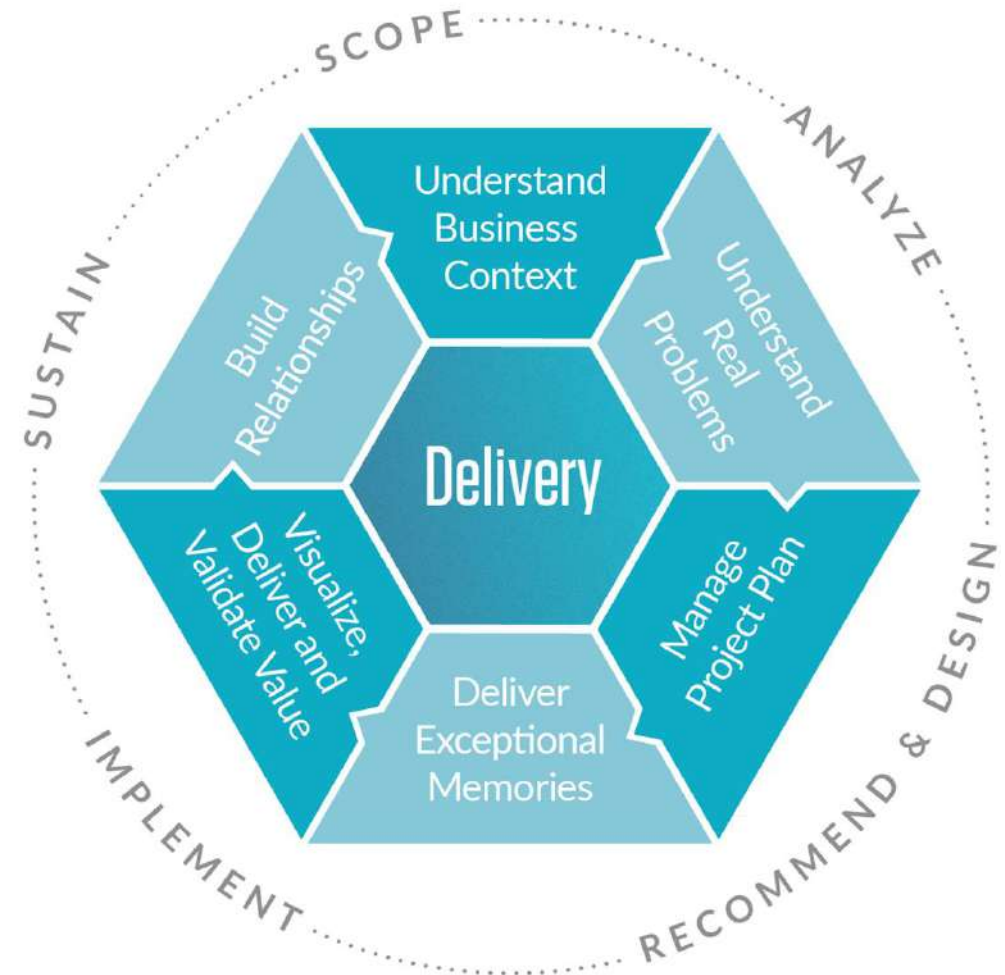 SCOPE
ANALYZE
RECOMMEND & DESIGN
IMPLEMENT
SUSTAIN
Understand
Business
Context
Understand
Real
Problems
Manage
Project Plan
Deliver
Exceptional
Memories
Visualize,
Deliver and
Validate Value
Build
Relationships
Delivery